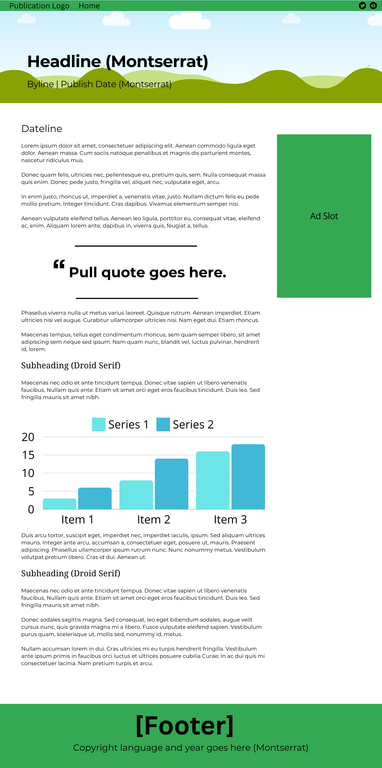 Publication Logo Home
Headline (Montserrat)
Byline | Publish Date (Montserrat)
Dateline
Lorem ipsum dolor sit amet, consectetuer adipiscing elit. Aenean commodo ligula eget
dolor. Aenean massa. Cum sociis natoque penatibus et magnis dis parturient montes,
nascetur ridiculus mus.
Donec quam felis, ultricies nec, pellentesque eu, pretium quis, sem. Nulla consequat massa
quis enim. Donec pede justo, fringilla vel, aliquet nec, vulputate eget, arcu.
In enim justo, rhoncus ut, imperdiet a, venenatis vitae, justo. Nullam dictum felis eu pede
mollis pretium. Integer tincidunt. Cras dapibus. Vivamus elementum semper nisi.
Aenean vulputate eleifend tellus. Aenean leo ligula, porttitor eu, consequat vitae, eleifend
ac, enim. Aliquam lorem ante, dapibus in, viverra quis, feugiat a, tellus.
Ad Slot
“ Pull quote goes here.
Phasellus viverra nulla ut metus varius laoreet. Quisque rutrum. Aenean imperdiet. Etiam
ultricies nisi vel augue. Curabitur ullamcorper ultricies nisi. Nam eget dui. Etiam rhoncus.
Maecenas tempus, tellus eget condimentum rhoncus, sem quam semper libero, sit amet
adipiscing sem neque sed ipsum. Nam quam nunc, blandit vel, luctus pulvinar, hendrerit
id, lorem.
Subheading (Droid Serif)
Maecenas nec odio et ante tincidunt tempus. Donec vitae sapien ut libero venenatis
faucibus. Nullam quis ante. Etiam sit amet orci eget eros faucibus tincidunt. Duis leo. Sed
fringilla mauris sit amet nibh.
Series 1 Series 2
20
15
10
5
0
Item 1 Item 2 Item 3
Duis arcu tortor, suscipit eget, imperdiet nec, imperdiet iaculis, ipsum. Sed aliquam ultrices
mauris. Integer ante arcu, accumsan a, consectetuer eget, posuere ut, mauris. Praesent
adipiscing. Phasellus ullamcorper ipsum rutrum nunc. Nunc nonummy metus. Vestibulum
volutpat pretium libero. Cras id dui. Aenean ut.
Subheading (Droid Serif)
Maecenas nec odio et ante tincidunt tempus. Donec vitae sapien ut libero venenatis
faucibus. Nullam quis ante. Etiam sit amet orci eget eros faucibus tincidunt. Duis leo. Sed
fringilla mauris sit amet nibh.
Donec sodales sagittis magna. Sed consequat, leo eget bibendum sodales, augue velit
cursus nunc, quis gravida magna mi a libero. Fusce vulputate eleifend sapien. Vestibulum
purus quam, scelerisque ut, mollis sed, nonummy id, metus.
Nullam accumsan lorem in dui. Cras ultricies mi eu turpis hendrerit fringilla. Vestibulum
ante ipsum primis in faucibus orci luctus et ultrices posuere cubilia Curae; In ac dui quis mi
consectetuer lacinia. Nam pretium turpis et arcu.
[Footer]
Copyright language and year goes here (Montserrat)